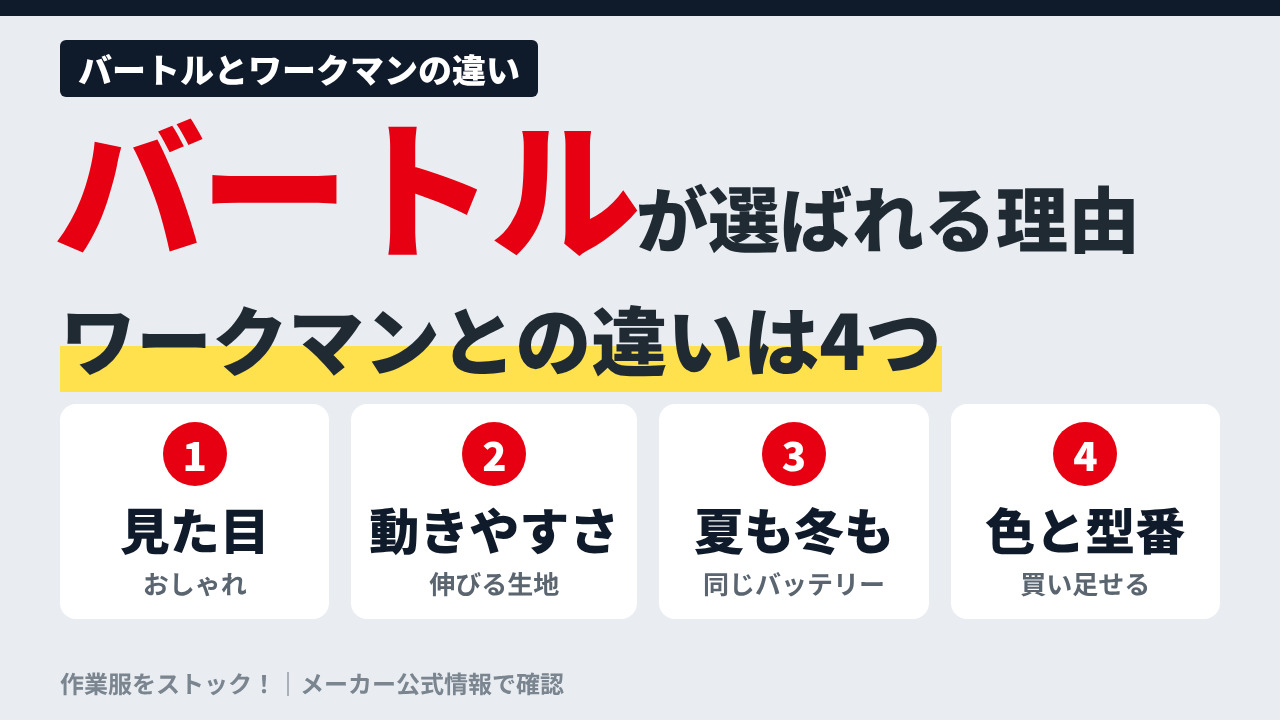 バートルとワークマンの違い
バートルが選ばれる理由
ワークマンとの違いは4つ
1
見た目
おしゃれ
2
動きやすさ
伸びる生地
3
夏も冬も
同じバッテリー
4
色と型番
買い足せる
作業服をストック！｜メーカー公式情報で確認